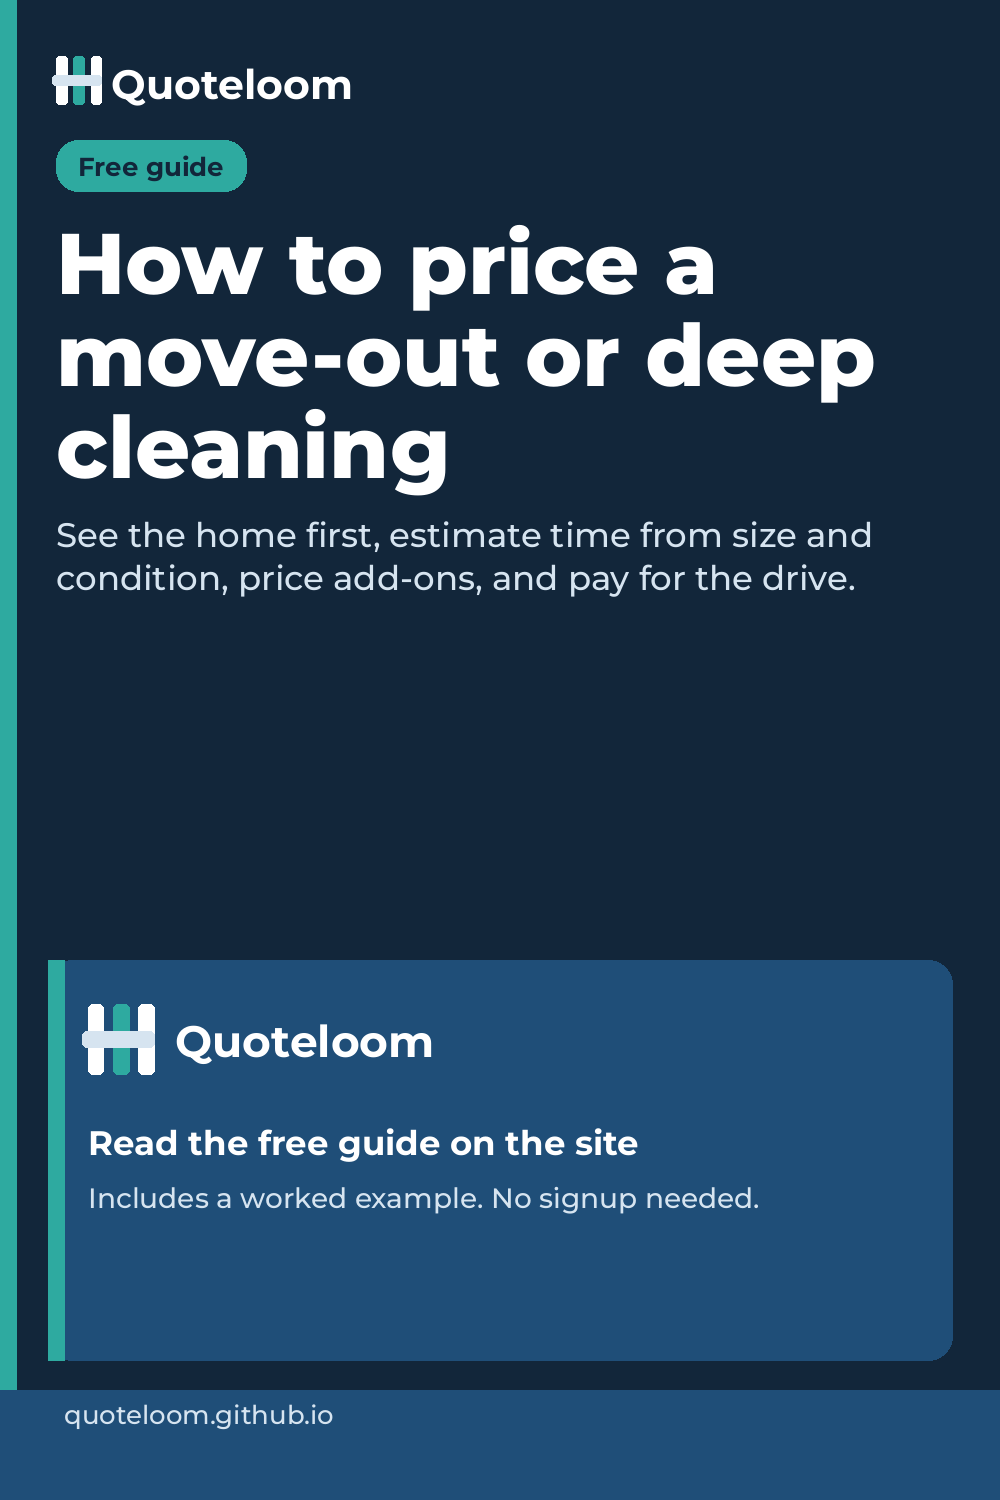 Quoteloom
Free guide
How to price a
move-out or deep
cleaning
See the home first, estimate time from size and
condition, price add-ons, and pay for the drive.
Quoteloom
Read the free guide on the site
Includes a worked example. No signup needed.
quoteloom.github.io